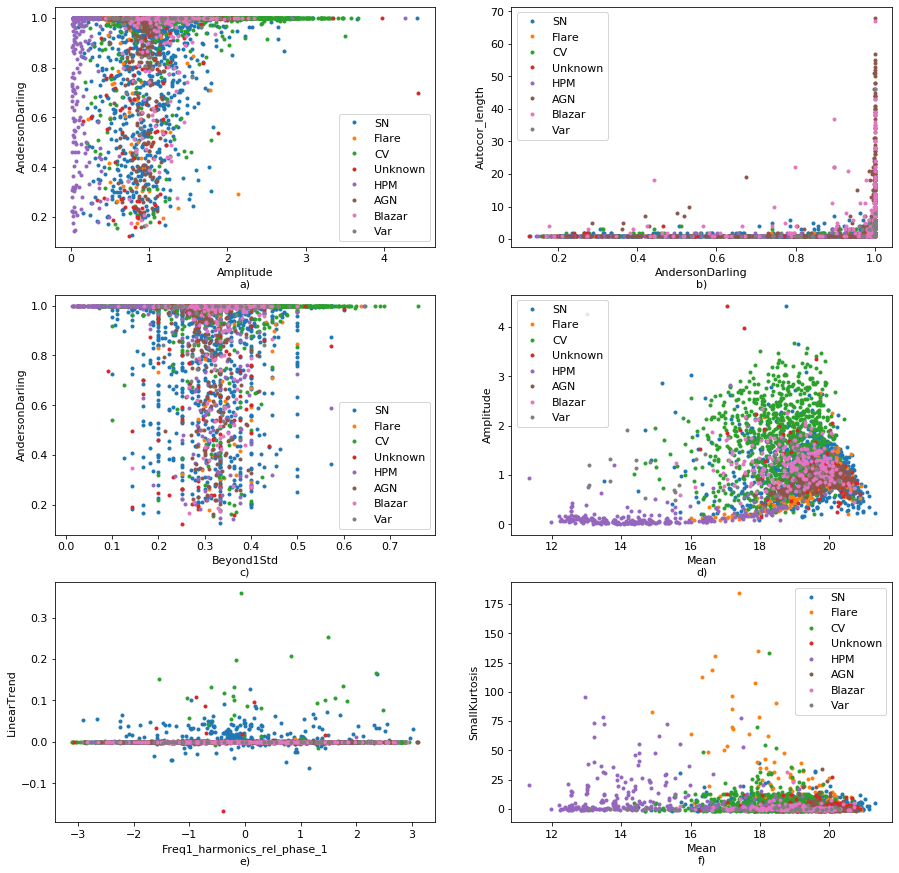 AndersonDarling
1.0
0.8
0.6
0.4
0.2
0 1 2 3 4
Amplitude
a)
SN
Flare
CV
Unknown
HPM
AGN
Blazar
Var
Autocor_length
70
60
50
40
30
20
10
0
0.2 0.4 0.6 0.8 1.0
AndersonDarling
b)
SN
Flare
CV
Unknown
HPM
AGN
Blazar
Var
AndersonDarling
1.0
0.8
0.6
0.4
0.2
0.0 0.1 0.2 0.3 0.4 0.5 0.6 0.7
Beyond1Std
c)
SN
Flare
CV
Unknown
HPM
AGN
Blazar
Var
Amplitude
4
3
2
1
0
12 14 16 18 20
Mean
d)
SN
Flare
CV
Unknown
HPM
AGN
Blazar
Var
LinearTrend
0.3
0.2
0.1
0.0
−0.1
−3 −2 −1 0 1 2 3
Freq1_harmonics_rel_phase_1
e)
SmallKurtosis
175
150
125
100
75
50
25
0
12 14 16 18 20
Mean
f)
SN
Flare
CV
Unknown
HPM
AGN
Blazar
Var